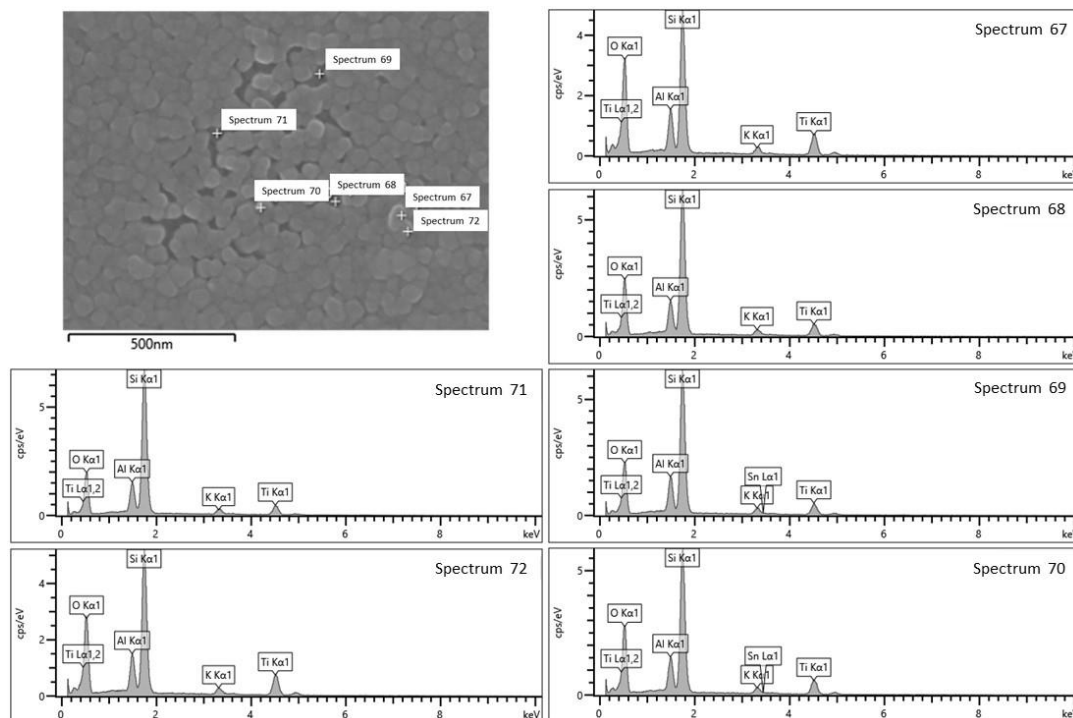 Spectrum 69
Spectrum 71
Spectrum 70
Spectrum 68
Spectrum 67
Spectrum 72
500nm
Spectrum 67
cps/eV
4
2
0
O Kα1
Ti Lα1,2
Al Kα1
Si Kα1
K Kα1
Ti Kα1
0 2 4 6 8 keV
Spectrum 68
cps/eV
5
0
O Kα1
Ti Lα1,2
Al Kα1
Si Kα1
K Kα1
Ti Kα1
0 2 4 6 8 keV
Spectrum 71
cps/eV
5
0
O Kα1
Ti Lα1,2
Al Kα1
Si Kα1
K Kα1
Ti Kα1
0 2 4 6 8 keV
Spectrum 69
cps/eV
5
0
O Kα1
Ti Lα1,2
Al Kα1
Si Kα1
Sn Lα1
K Kα1
Ti Kα1
0 2 4 6 8 keV
Spectrum 72
cps/eV
4
2
0
O Kα1
Ti Lα1,2
Al Kα1
Si Kα1
K Kα1
Ti Kα1
0 2 4 6 8 keV
Spectrum 70
cps/eV
5
0
O Kα1
Ti Lα1,2
Al Kα1
Si Kα1
Sn Lα1
K Kα1
Ti Kα1
0 2 4 6 8 keV